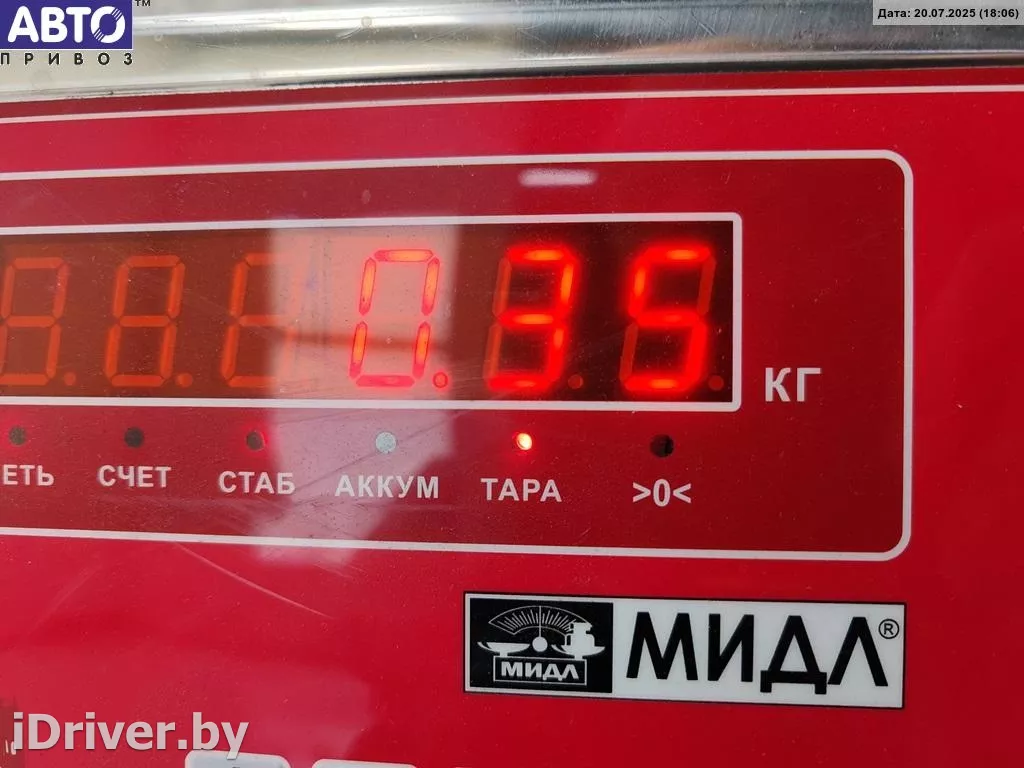 АВТО™
ПРИВОЗ
Дата: 20.07.2025 (18:06)
0.35
КГ
ЕТЬ СЧЕТ СТАБ АККУМ ТАРА >0<
МИДЛ МИДЛ®
iDriver.by